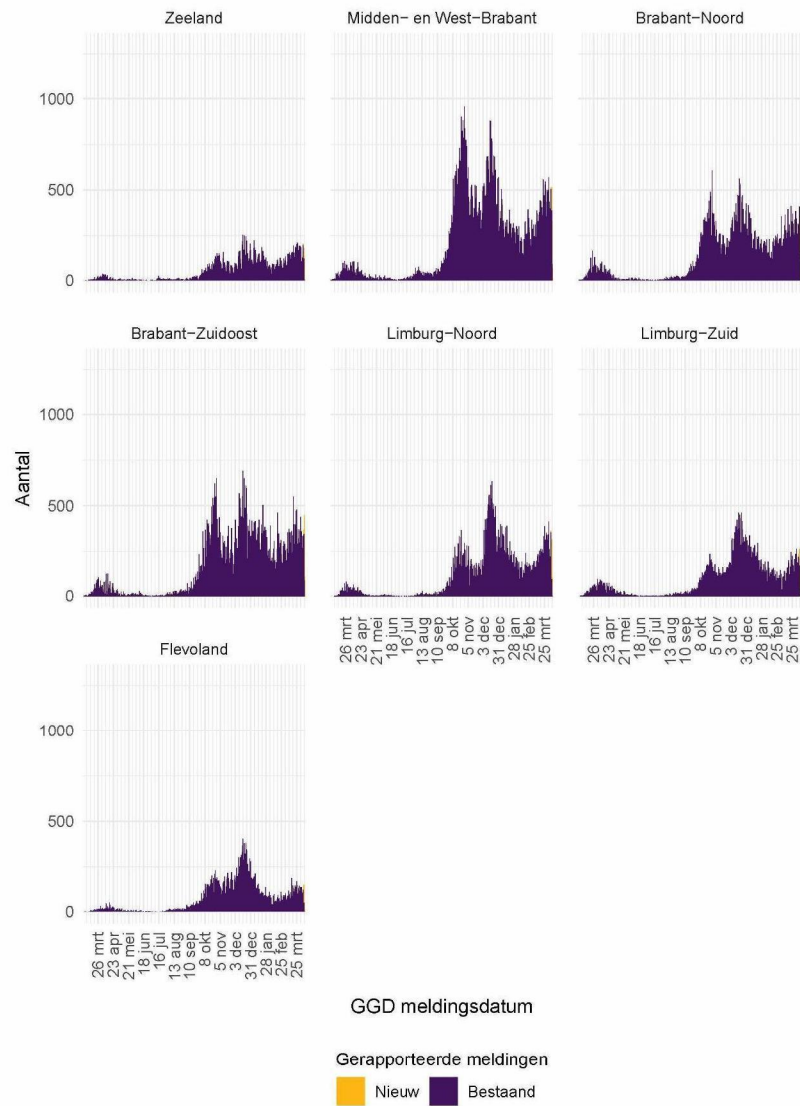 Zeeland
Midden- en West-Brabant
Brabant-Noord
1000
500
0
Brabant-Zuidoost
Limburg-Noord
Limburg-Zuid
1000
500
0
Aantal
26 mrt
23 apr
21 mei
18 jun
16 jul
13 aug
10 sep
8 okt
5 nov
3 dec
31 dec
28 jan
25 feb
25 mrt
26 mrt
23 apr
21 mei
18 jun
16 jul
13 aug
10 sep
8 okt
5 nov
3 dec
31 dec
28 jan
25 feb
25 mrt
Flevoland
1000
500
0
26 mrt
23 apr
21 mei
18 jun
16 jul
13 aug
10 sep
8 okt
5 nov
3 dec
31 dec
28 jan
25 feb
25 mrt
GGD meldingsdatum
Gerapporteerde meldingen
Nieuw Bestaand